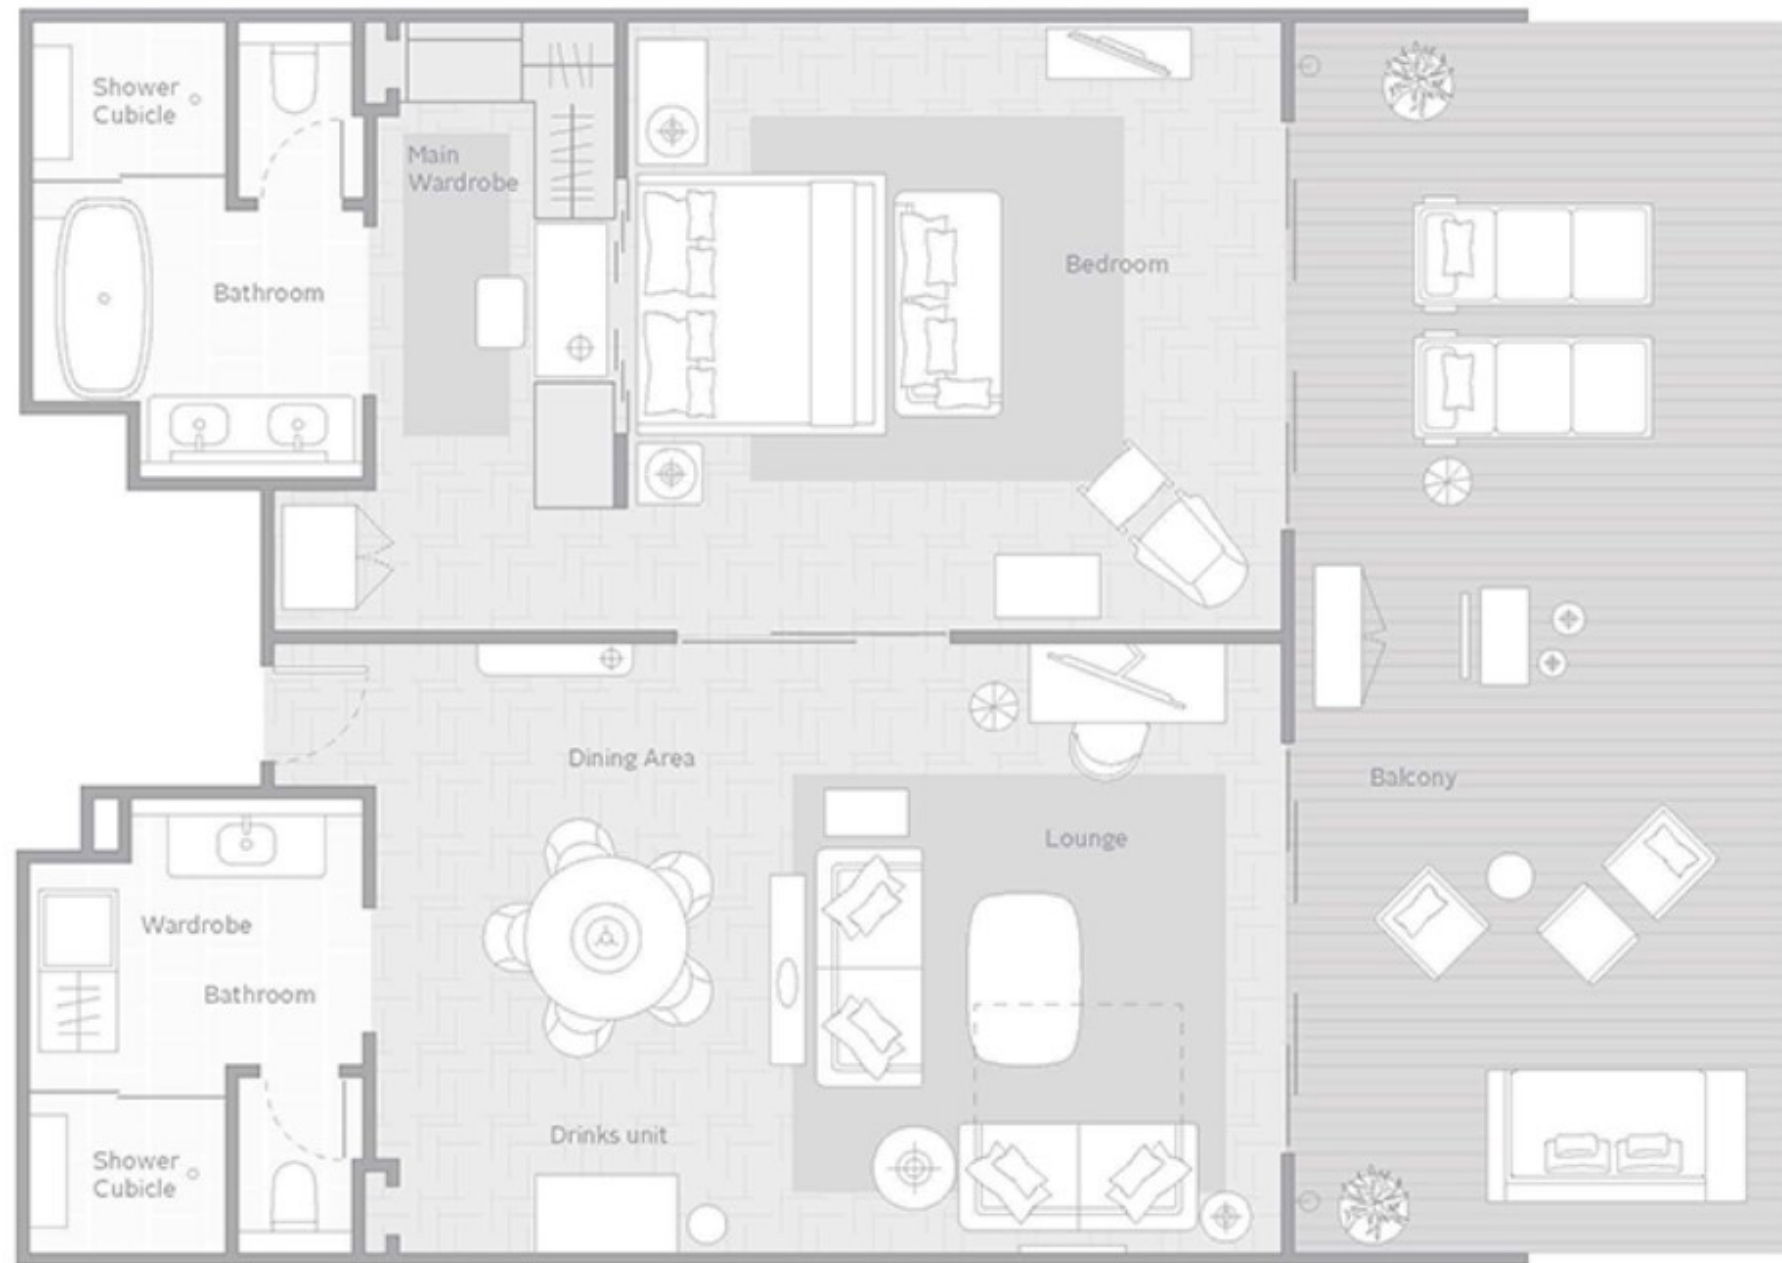 Shower
Cubicle
Main
Wardrobe
Bedroom
Bathroom
Dining Area
Balcony
Lounge
Wardrobe
Bathroom
Drinks unit
Shower
Cubicle